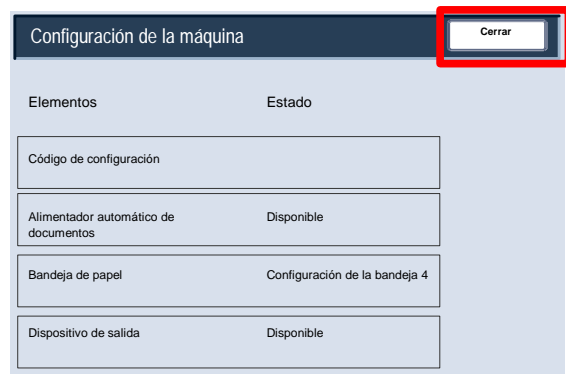 Configuración de la máquina
Cerrar
Elementos Estado
Código de configuración
Alimentador automático de Disponible
documentos
Bandeja de papel Configuración de la bandeja 4
Dispositivo de salida Disponible